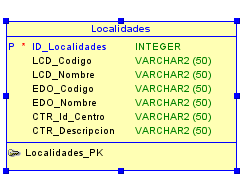 Localidades
P * ID_Localidades INTEGER
LCD_Codigo VARCHAR2 (50)
LCD_Nombre VARCHAR2 (50)
EDO_Codigo VARCHAR2 (50)
EDO_Nombre VARCHAR2 (50)
CTR_Id_Centro VARCHAR2 (50)
CTR_Descripcion VARCHAR2 (50)
Localidades_PK